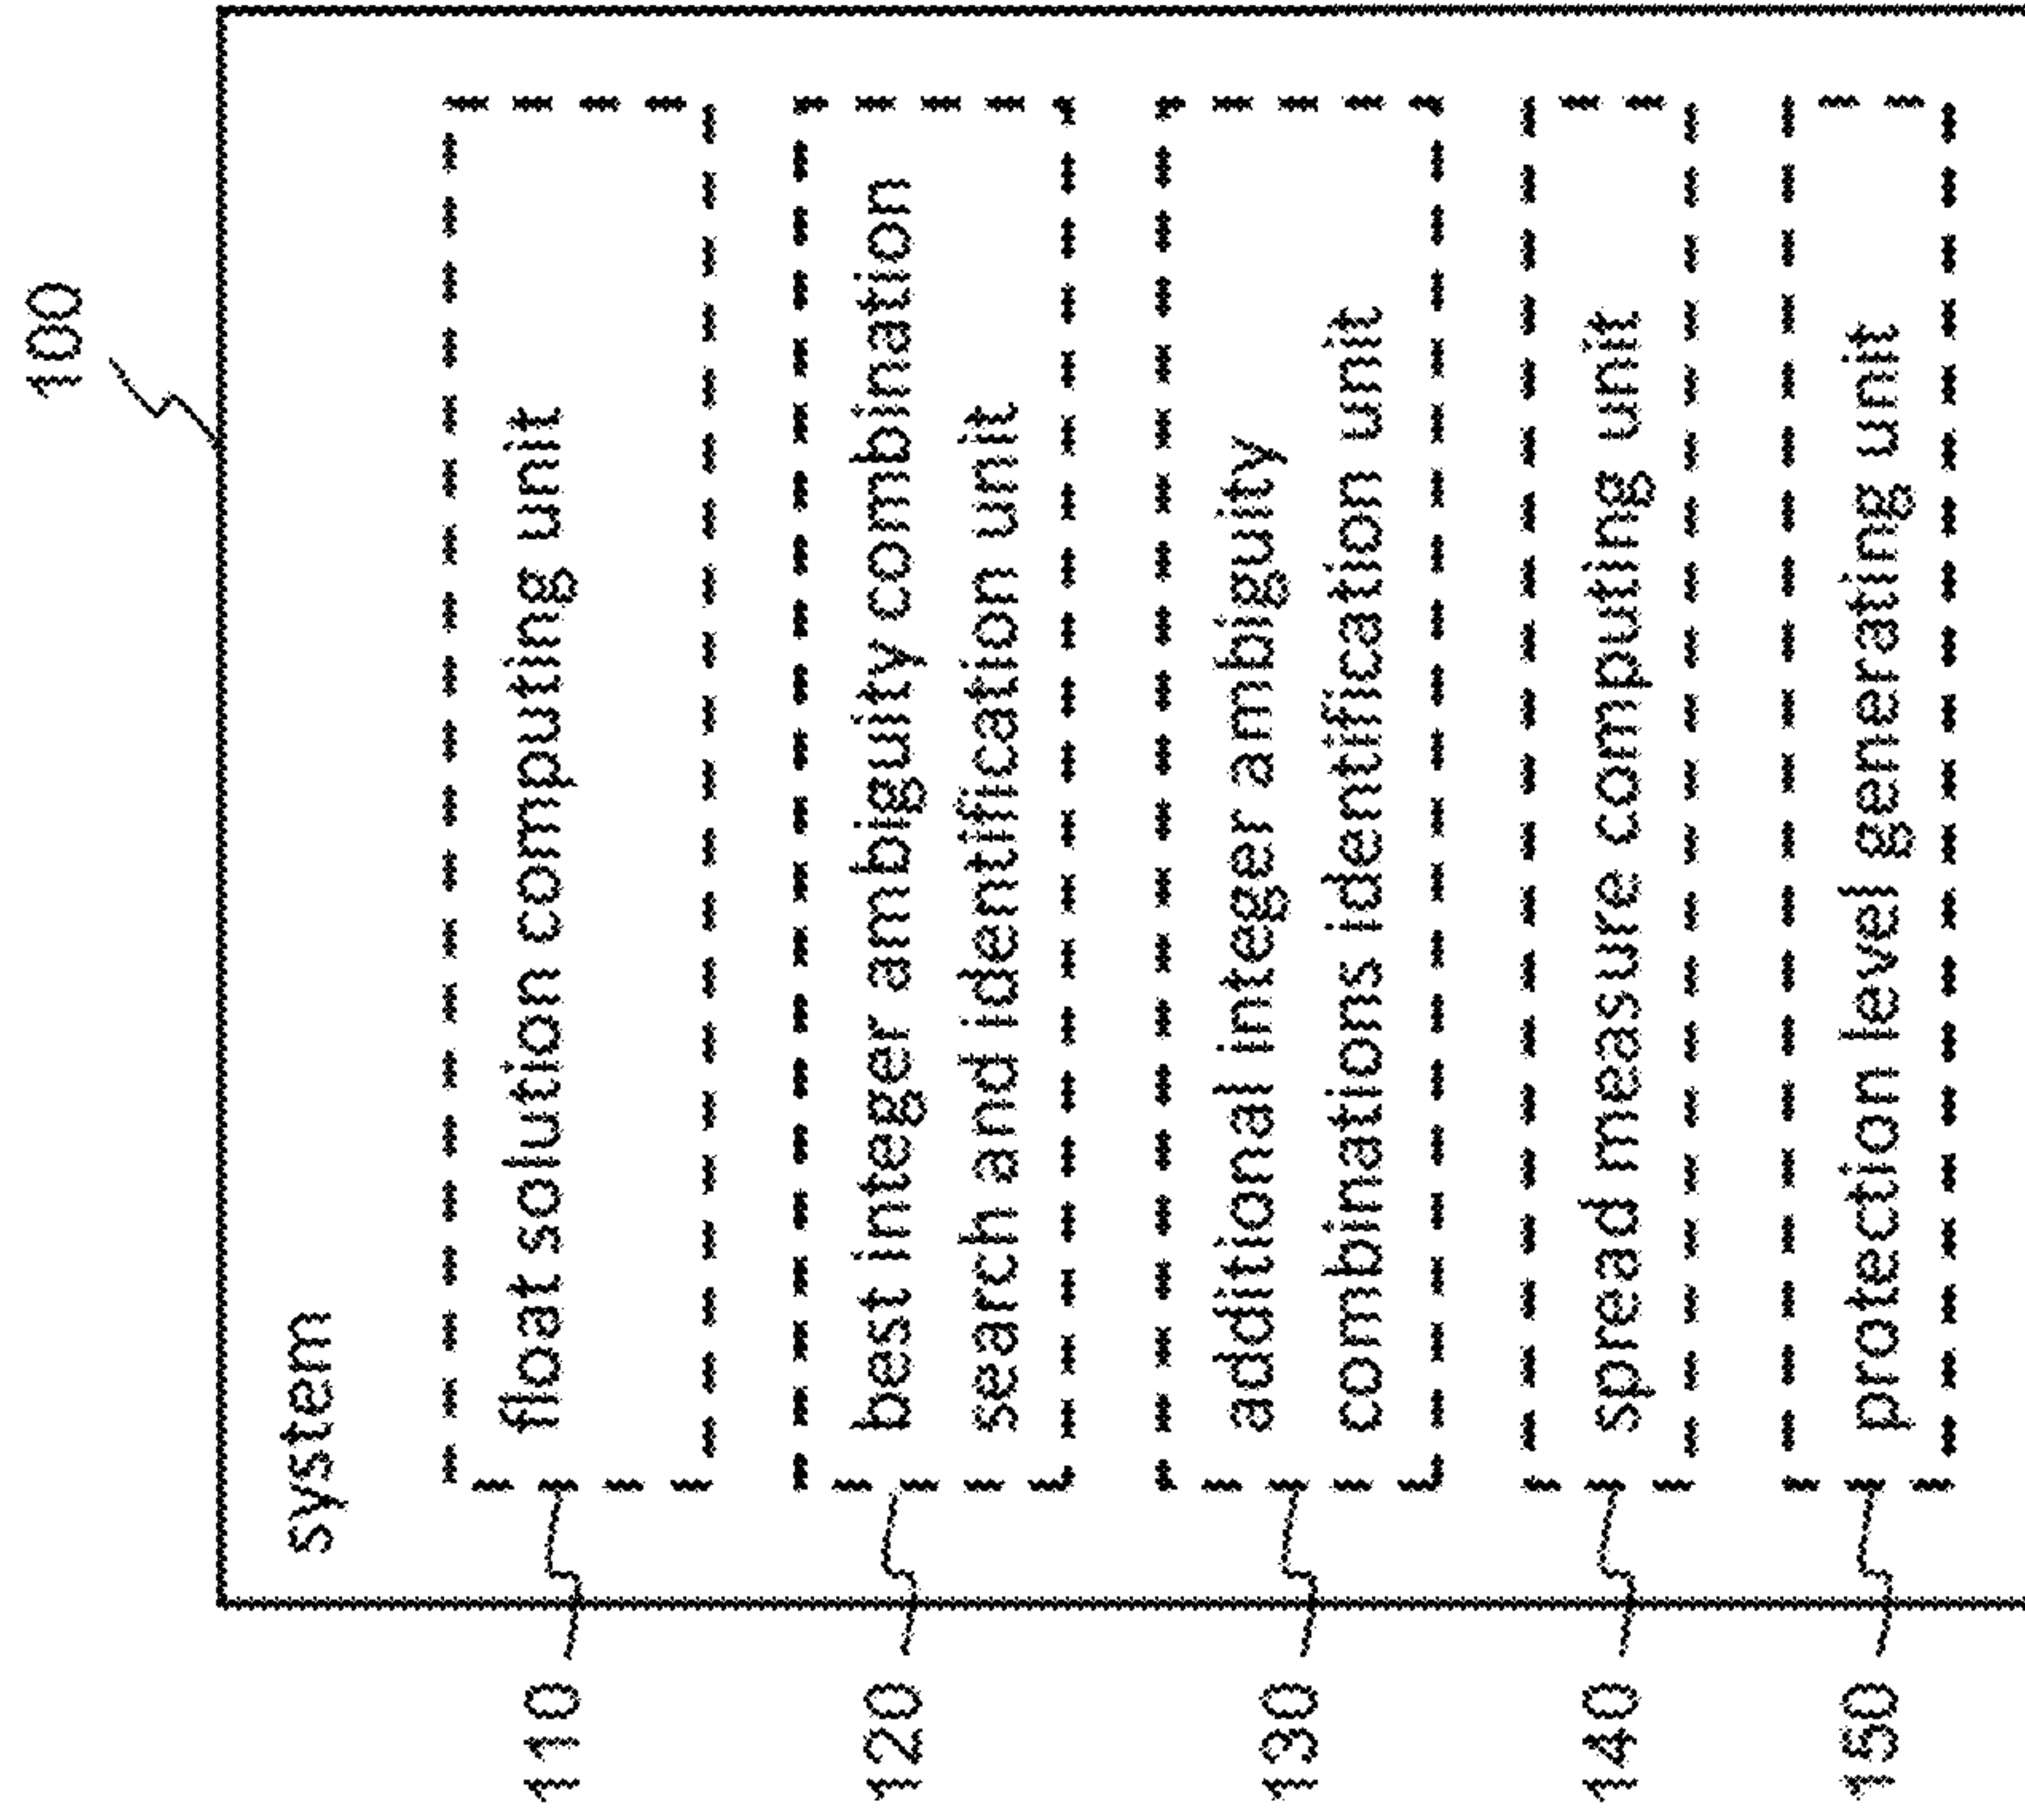 100
system
110
float solution computing unit
120
best integer ambiguity combination
search and identification unit
130
additional integer ambiguity
combinations identification unit
140
spread measure computing unit
150
protection level generating unit